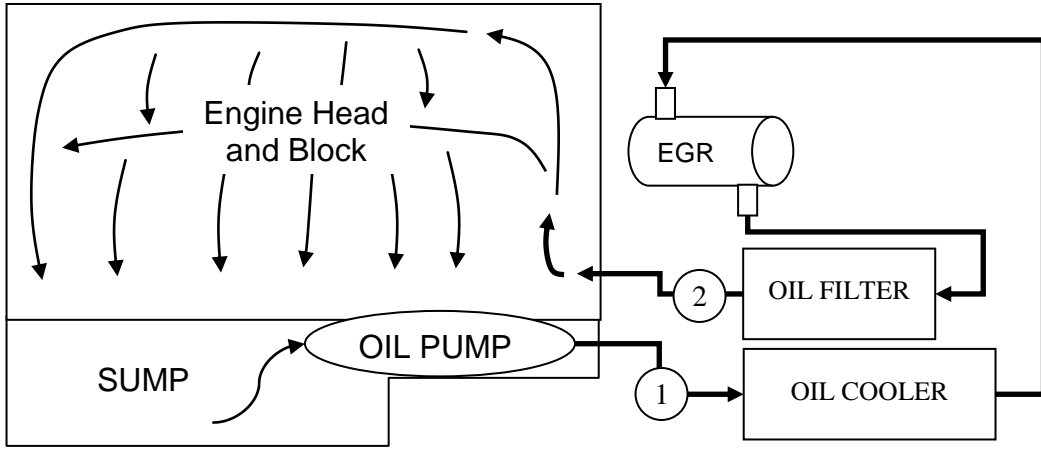 Engine Head
and Block
EGR
2
OIL FILTER
OIL PUMP
SUMP
1
OIL COOLER